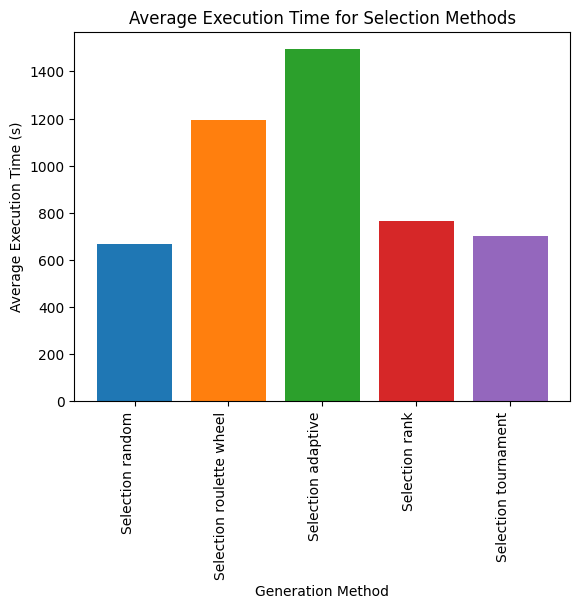 Average Execution Time for Selection Methods
Average Execution Time (s)
1400
1200
1000
800
600
400
200
0
Selection random
Selection roulette wheel
Selection adaptive
Selection rank
Selection tournament
Generation Method